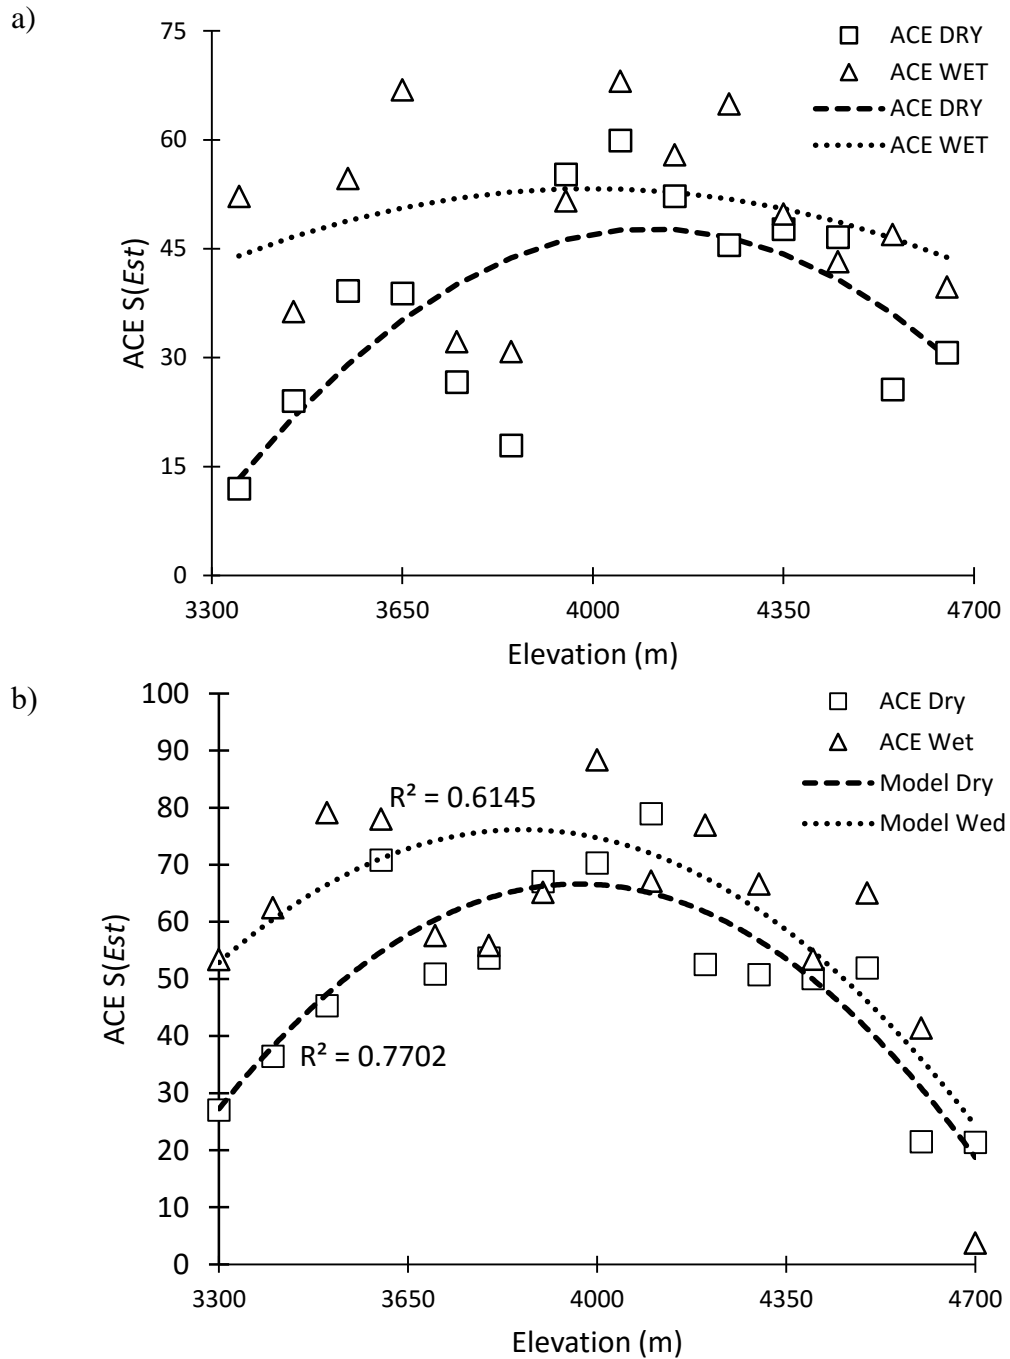 a)
75
60
45
30
15
0
ACE S(Est)
3300 3650 4000 4350 4700
Elevation (m)
ACE DRY
ACE WET
ACE DRY
ACE WET
b)
100
90
80
70
60
50
40
30
20
10
0
ACE S(Est)
R² = 0.6145
R² = 0.7702
3300 3650 4000 4350 4700
Elevation (m)
ACE Dry
ACE Wet
Model Dry
Model Wed